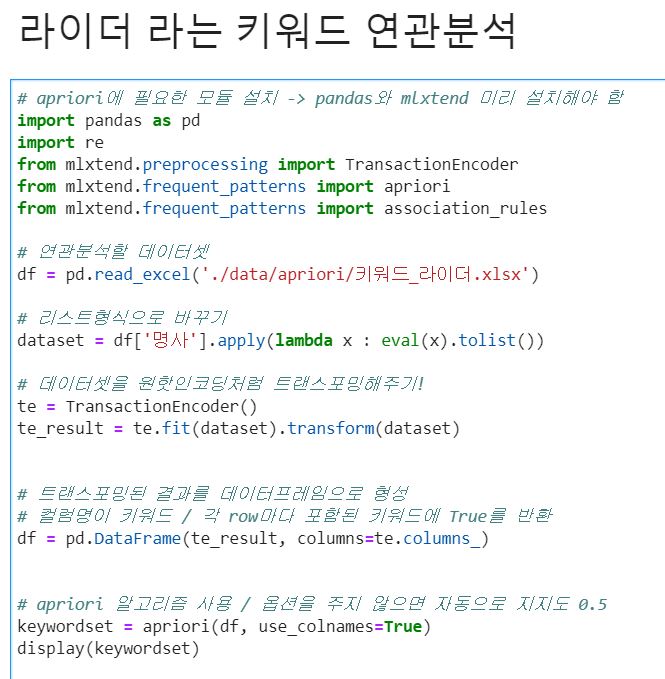 라이더 라는 키워드 연관분석
# apriori에 필요한 모듈 설치 -> pandas와 mlxtend 미리 설치해야 함
import pandas as pd
import re
from mlxtend.preprocessing import TransactionEncoder
from mlxtend.frequent_patterns import apriori
from mlxtend.frequent_patterns import association_rules
# 연관분석할 데이터셋
df = pd.read_excel('./data/apriori/키워드_라이더.xlsx')
# 리스트형식으로 바꾸기
dataset = df['명사'].apply(lambda x : eval(x).tolist())
# 데이터셋을 원핫인코딩처럼 트랜스포밍해주기!
te = TransactionEncoder()
te_result = te.fit(dataset).transform(dataset)
# 트랜스포밍된 결과를 데이터프레임으로 형성
# 컬럼명이 키워드 / 각 row마다 포함된 키워드에 True를 반환
df = pd.DataFrame(te_result, columns=te.columns_)
# apriori 알고리즘 사용 / 옵션을 주지 않으면 자동으로 지지도 0.5
keywordset = apriori(df, use_colnames=True)
display(keywordset)